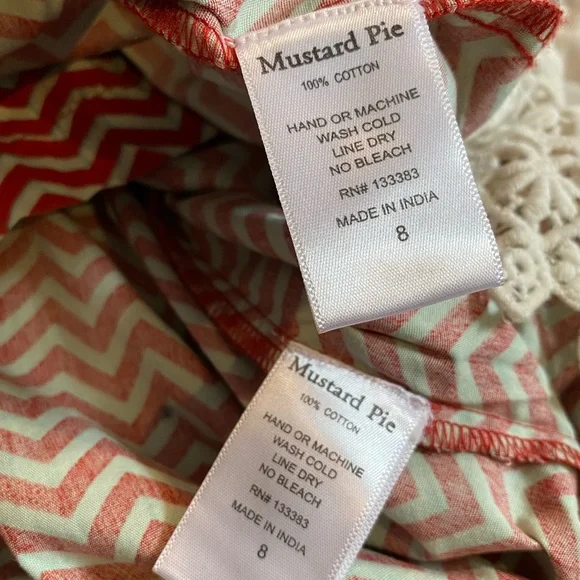 Mustard Pie
100% COTTON
HAND OR MACHINE
WASH COLD
LINE DRY
NO BLEACH
RN# 133383
MADE IN INDIA
8
Mustard Pie
100% COTTON
HAND OR MACHINE
WASH COLD
LINE DRY
NO BLEACH
RN# 133383
MADE IN INDIA
8